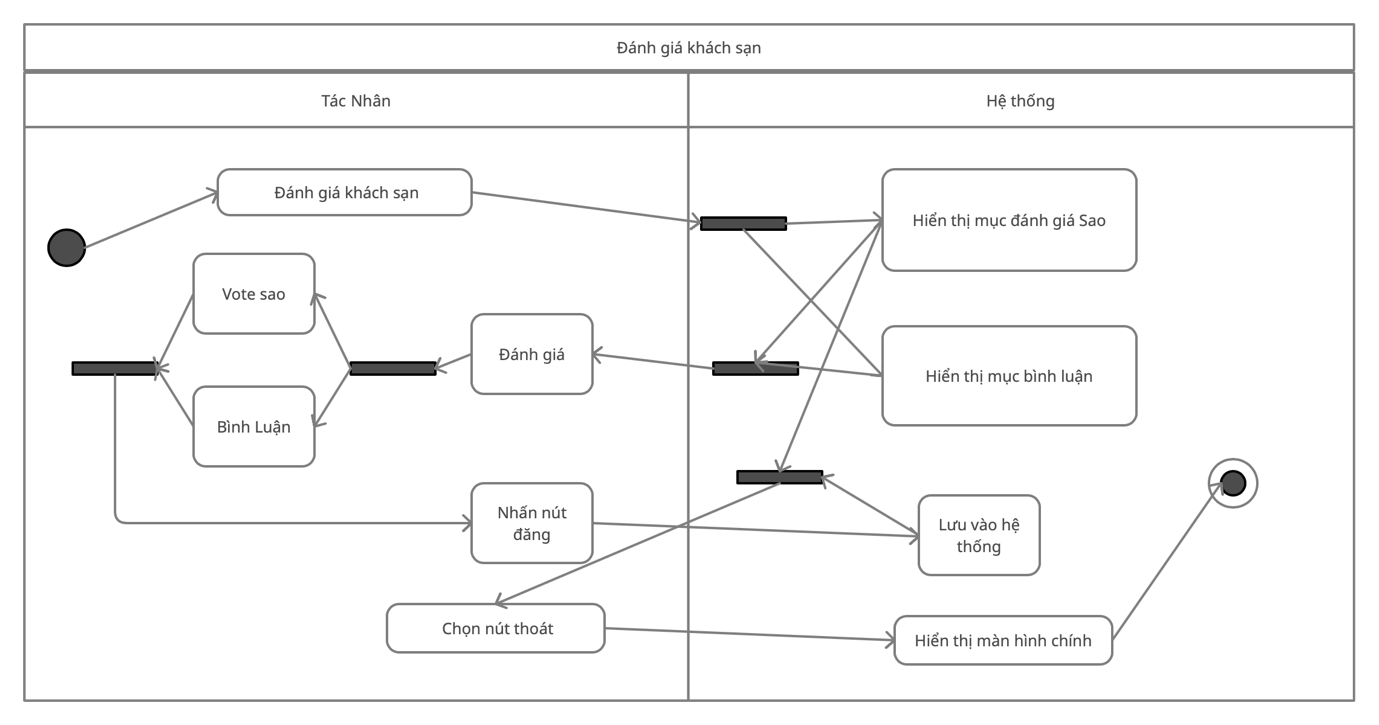 Đánh giá khách sạn
Tác Nhân
Hệ thống
Đánh giá khách sạn
Hiển thị mục đánh giá Sao
Vote sao
Đánh giá
Hiển thị mục bình luận
Bình Luận
Nhấn nút
đăng
Lưu vào hệ
thống
Chọn nút thoát
Hiển thị màn hình chính